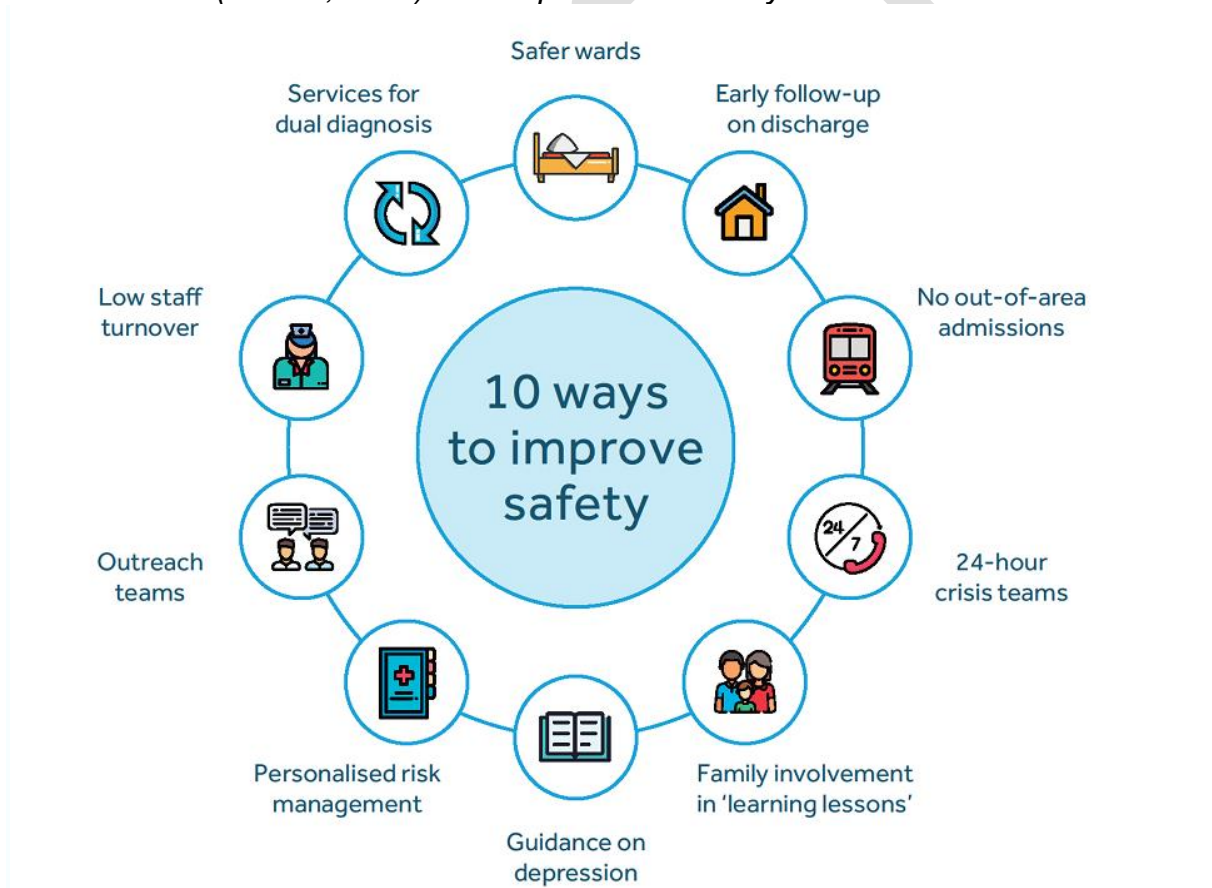 Safer wards
Services for
dual diagnosis
Early follow-up
on discharge
Low staff
turnover
No out-of-area
admissions
10 ways
to improve
safety
24
7
Outreach
teams
24-hour
crisis teams
Personalised risk
management
Family involvement
in ‘learning lessons’
Guidance on
depression